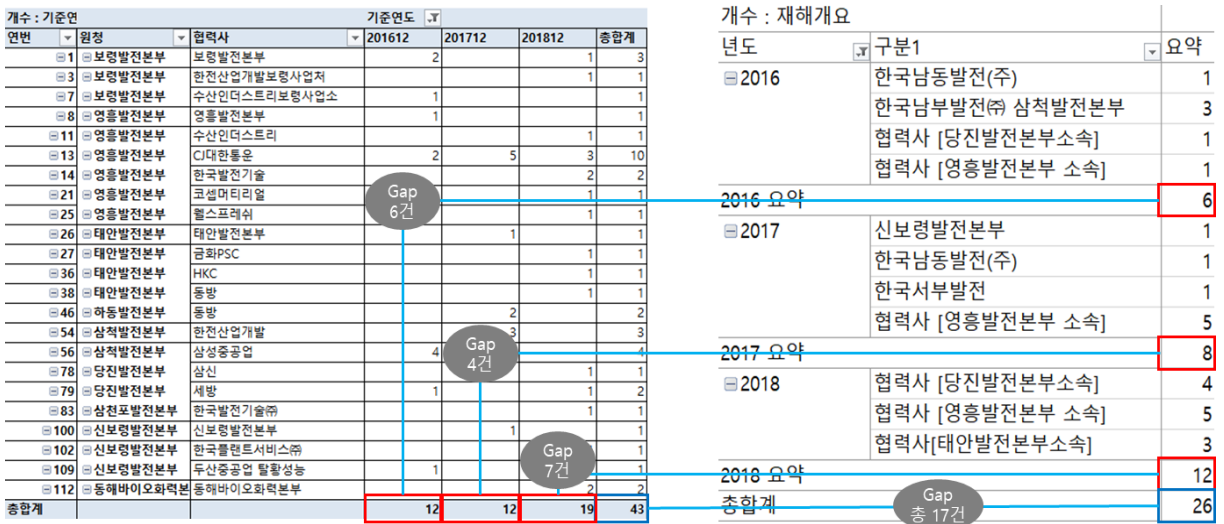 개수 : 기준연 기준연도
연번 원청 협력사 201612 201712 201812 총합계
1 보령발전본부 보령발전본부 2 1 3
3 보령발전본부 한전산업개발보령사업처 1 1
7 보령발전본부 수산인더스트리보령사업소 1 1
8 영흥발전본부 영흥발전본부 1 1
11 영흥발전본부 수산인더스트리 1 1
13 영흥발전본부 CJ대한통운 2 5 3 10
14 영흥발전본부 한국발전기술 2 2
21 영흥발전본부 코셉머티리얼 1 1
25 영흥발전본부 웰스프레쉬 1 1
26 태안발전본부 태안발전본부 1 1
27 태안발전본부 금화PSC 1 1
36 태안발전본부 HKC 1 1
38 태안발전본부 동방 1 1
46 하동발전본부 동방 2 2
54 삼척발전본부 한전산업개발 3 3
56 삼척발전본부 삼성중공업 4 4
78 당진발전본부 삼신 1 1
79 당진발전본부 세방 1 1 2
83 삼천포발전본부 한국발전기술㈜ 1 1
100 신보령발전본부 신보령발전본부 1 1
102 신보령발전본부 한국플랜트서비스㈜ 1
109 신보령발전본부 두산중공업 탈황성능 1 1
112 동해바이오화력본 동해바이오화력본부 2 2
총합계 12 12 19 43
Gap
6건
Gap
4건
Gap
7건
Gap
총 17건
개수 : 재해개요
년도 구분1 요약
2016 한국남동발전(주) 1
한국남부발전㈜ 삼척발전본부 3
협력사 [당진발전본부소속] 1
협력사 [영흥발전본부 소속] 1
2016 요약 6
2017 신보령발전본부 1
한국남동발전(주) 1
한국서부발전 1
협력사 [영흥발전본부 소속] 5
2017 요약 8
2018 협력사 [당진발전본부소속] 4
협력사 [영흥발전본부 소속] 5
협력사[태안발전본부소속] 3
2018 요약 12
총합계 26